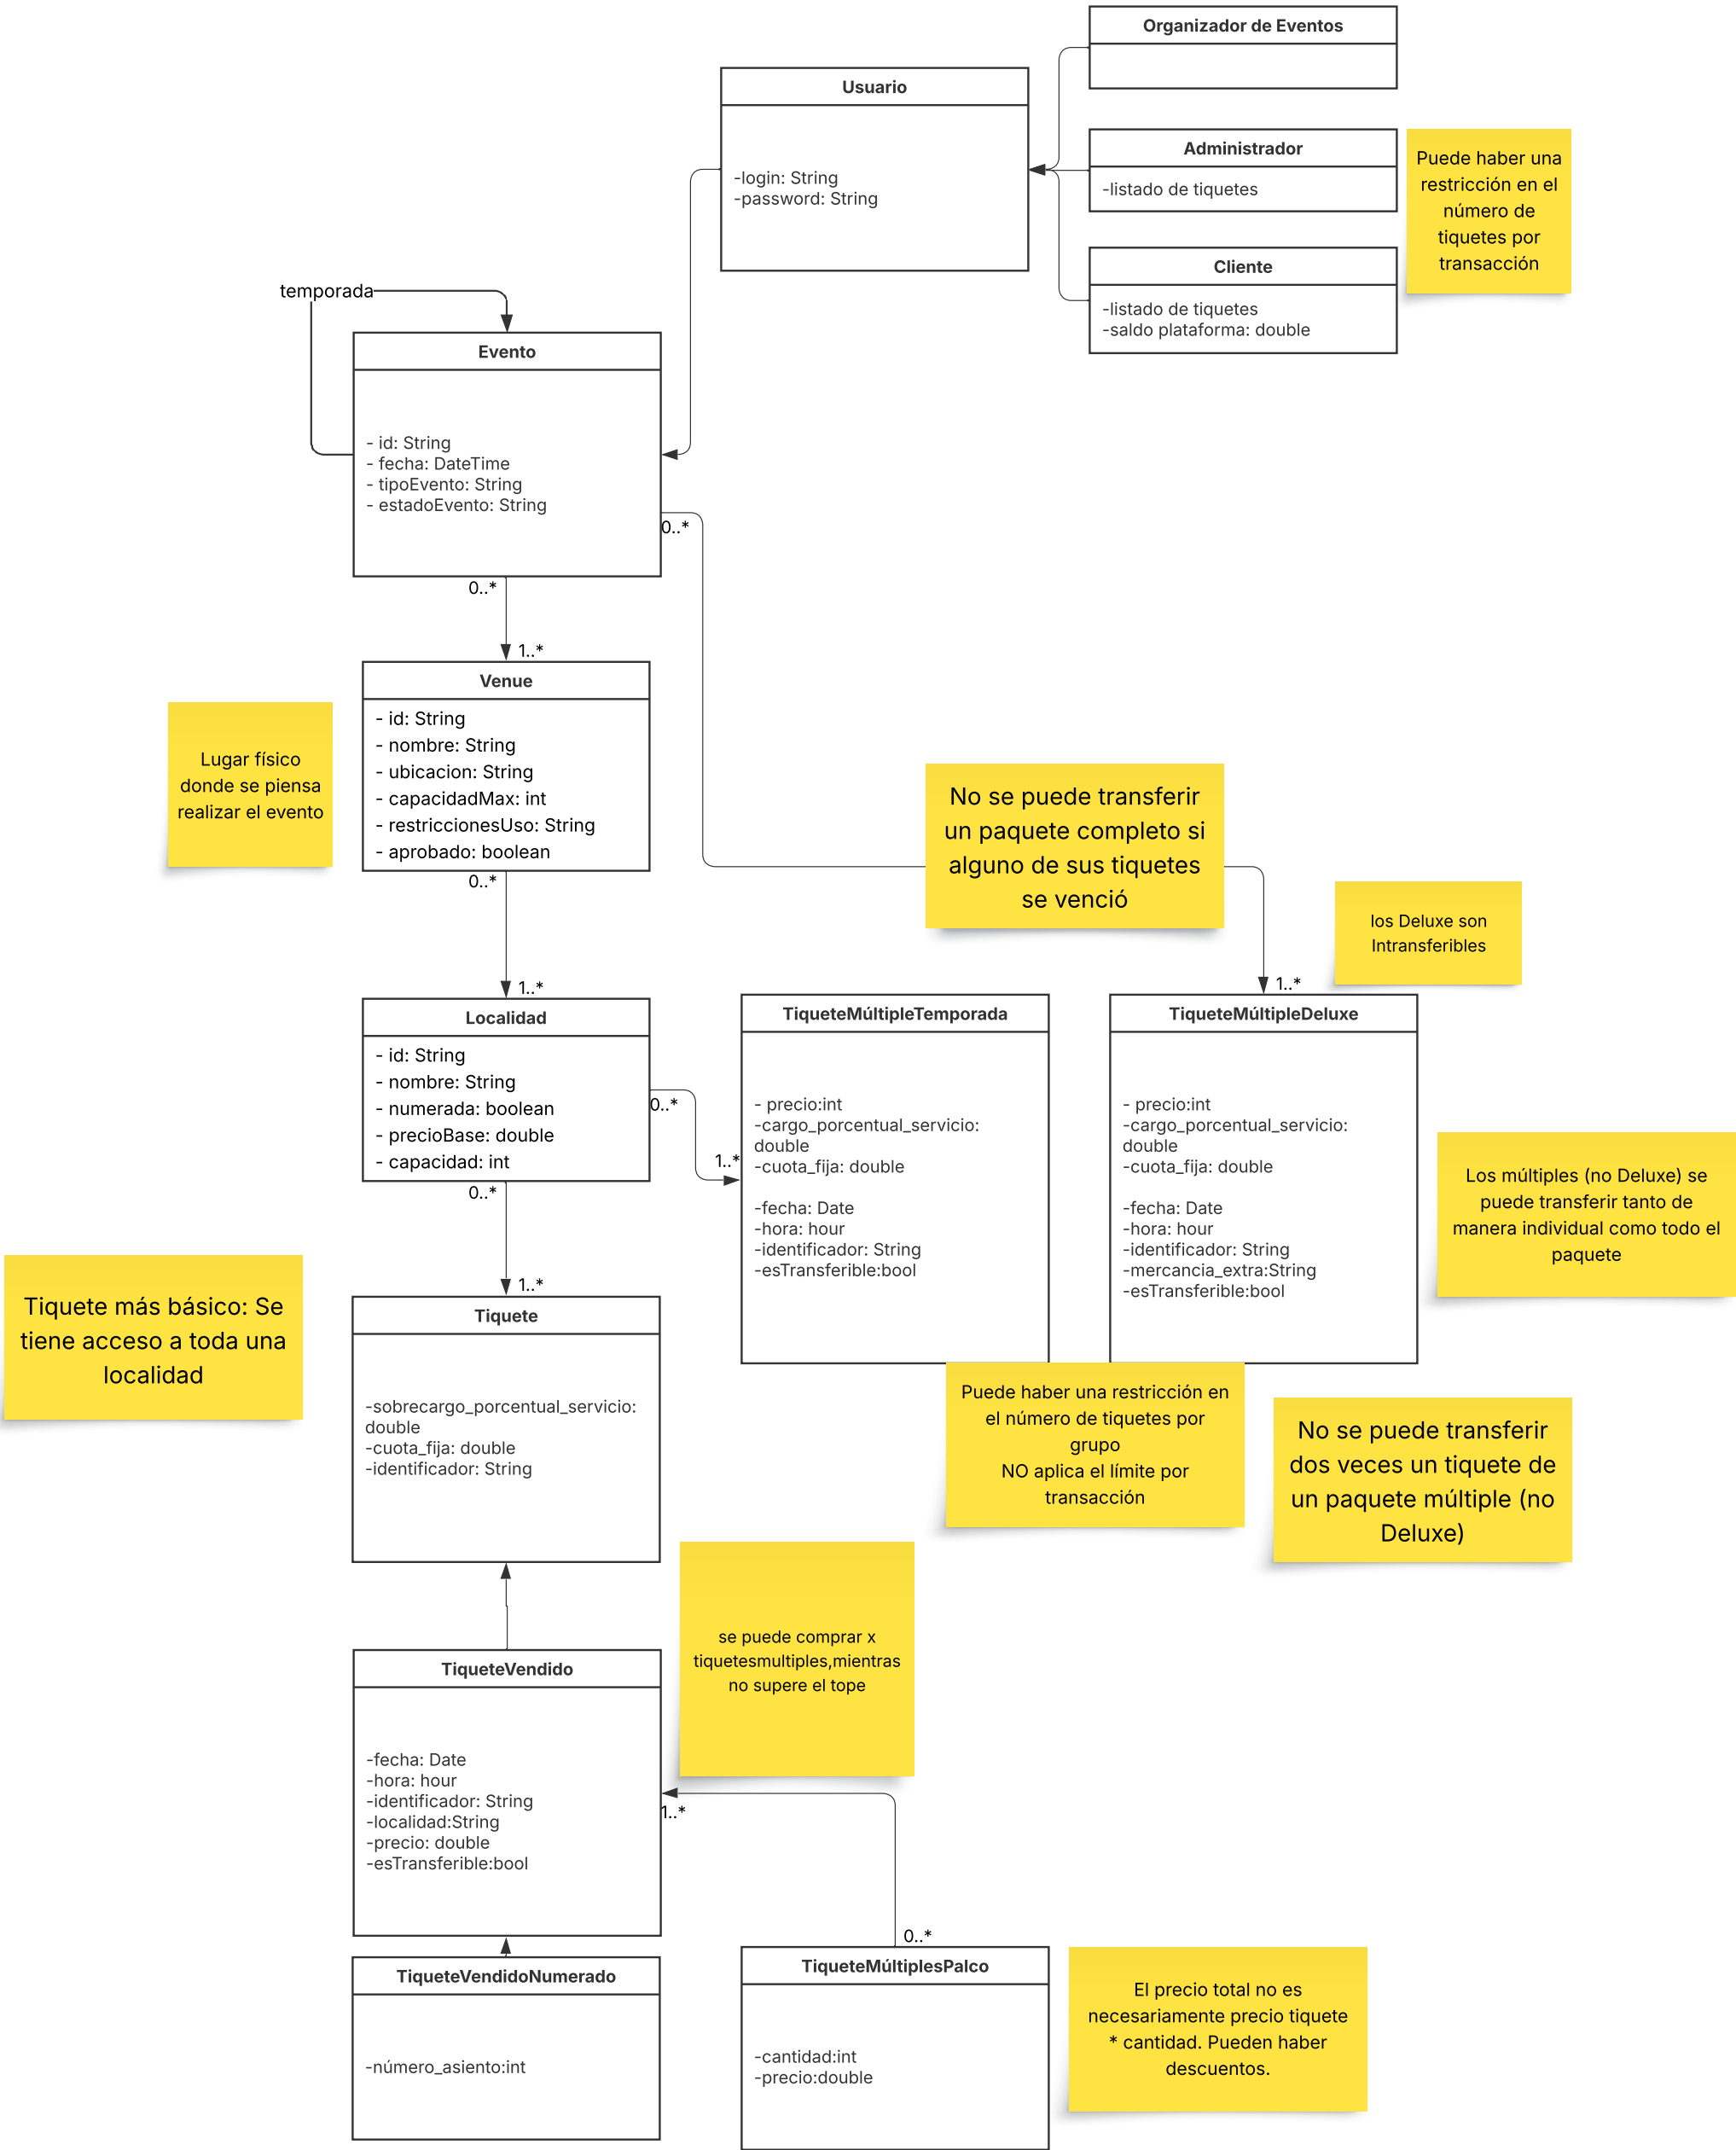 Organizador de Eventos
Usuario
-login: String
-password: String
Administrador
-listado de tiquetes
Puede haber una
restricción en el
número de
tiquetes por
transacción
Cliente
-listado de tiquetes
-saldo plataforma: double
temporada
Evento
- id: String
- fecha: DateTime
- tipoEvento: String
- estadoEvento: String
0..*
0..*
1..*
Venue
- id: String
- nombre: String
- ubicacion: String
- capacidadMax: int
- restriccionesUso: String
- aprobado: boolean
Lugar físico
donde se piensa
realizar el evento
0..*
1..*
No se puede transferir
un paquete completo si
alguno de sus tiquetes
se venció
los Deluxe son
Intransferibles
1..*
Localidad
- id: String
- nombre: String
- numerada: boolean
- precioBase: double
- capacidad: int
0..*
1..*
0..*
1..*
TiqueteMúltipleTemporada
- precio:int
-cargo_porcentual_servicio:
double
-cuota_fija: double
-fecha: Date
-hora: hour
-identificador: String
-esTransferible:bool
TiqueteMúltipleDeluxe
- precio:int
-cargo_porcentual_servicio:
double
-cuota_fija: double
-fecha: Date
-hora: hour
-identificador: String
-mercancia_extra:String
-esTransferible:bool
Los múltiples (no Deluxe) se
puede transferir tanto de
manera individual como todo el
paquete
Tiquete más básico: Se
tiene acceso a toda una
localidad
Tiquete
-sobrecargo_porcentual_servicio:
double
-cuota_fija: double
-identificador: String
Puede haber una restricción en
el número de tiquetes por
grupo
NO aplica el límite por
transacción
No se puede transferir
dos veces un tiquete de
un paquete múltiple (no
Deluxe)
se puede comprar x
tiquetesmultiples,mientras
no supere el tope
TiqueteVendido
-fecha: Date
-hora: hour
-identificador: String
-localidad:String
-precio: double
-esTransferible:bool
1..*
0..*
TiqueteVendidoNumerado
-número_asiento:int
TiqueteMúltiplesPalco
-cantidad:int
-precio:double
El precio total no es
necesariamente precio tiquete
* cantidad. Pueden haber
descuentos.